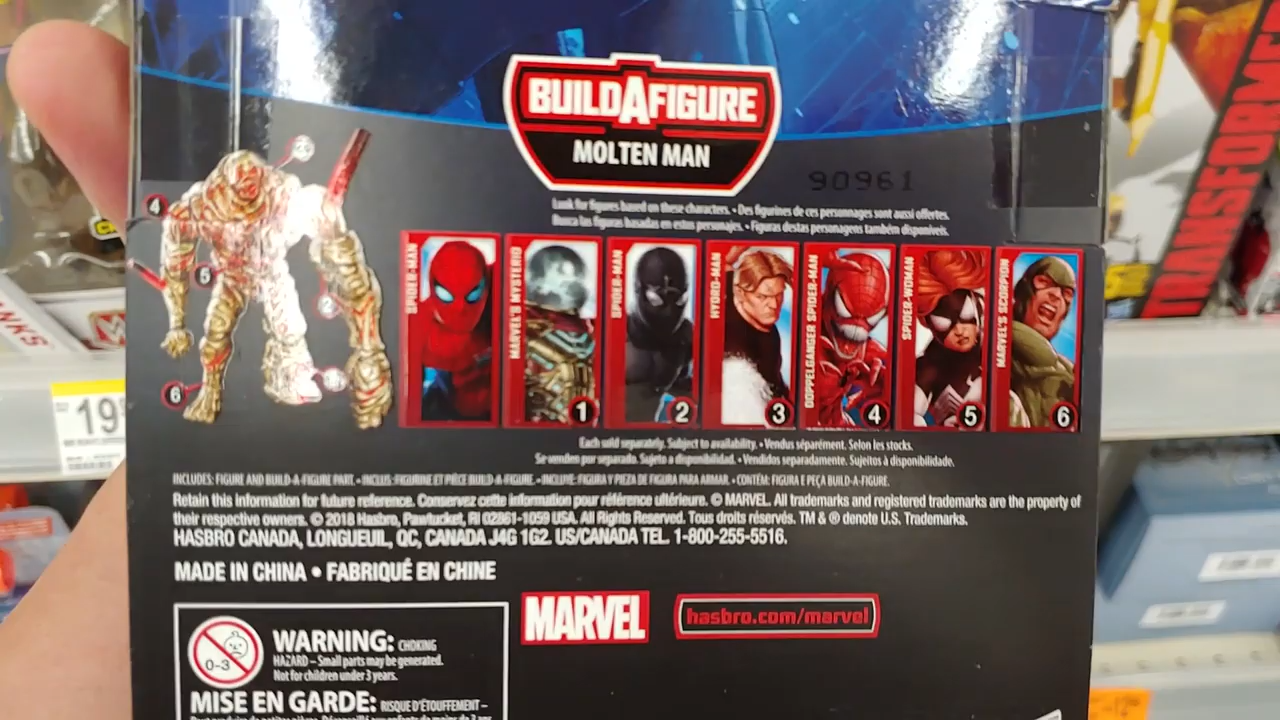 BUILDAFIGURE
MOLTEN MAN
90961
Look for figures based on these characters. • Des figurines de ces personnages sont aussi offertes.
Busca las figuras basadas en estos personajes. • Figuras destas personagens também disponíveis.
SPIDER-MAN
MARVEL'S MYSTERIO
1
SPIDER-MAN
2
HYDRO-MAN
3
DOPPELGANGER SPIDER-MAN
4
SPIDER-WOMAN
5
MARVEL'S SCORPION
6
4
5
2
6
Each sold separately. Subject to availability. • Vendus séparément. Selon les stocks.
Se venden por separado. Sujeto a disponibilidad. • Vendidos separadamente. Sujeitos à disponibilidade.
INCLUDES: FIGURE AND BUILD-A-FIGURE PART. • INCLUS: FIGURINE ET PIÈCE BUILD-A-FIGURE. • INCLUYE: FIGURA Y PIEZA DE FIGURA PARA ARMAR. • CONTÉM: FIGURA E PEÇA BUILD-A-FIGURE.
Retain this information for future reference. Conservez cette information pour référence ultérieure. © MARVEL. All trademarks and registered trademarks are the property of
their respective owners. © 2018 Hasbro, Pawtucket, RI 02861-1059 USA. All Rights Reserved. Tous droits réservés. TM & ® denote U.S. Trademarks.
HASBRO CANADA, LONGUEUIL, QC, CANADA J4G 1G2. US/CANADA TEL. 1-800-255-5516.
MADE IN CHINA • FABRIQUÉ EN CHINE
MARVEL
hasbro.com/marvel
0-3
WARNING: CHOKING
HAZARD – Small parts may be generated.
Not for children under 3 years.
MISE EN GARDE: RISQUE D'ÉTOUFFEMENT –
TRANSFORMER
19